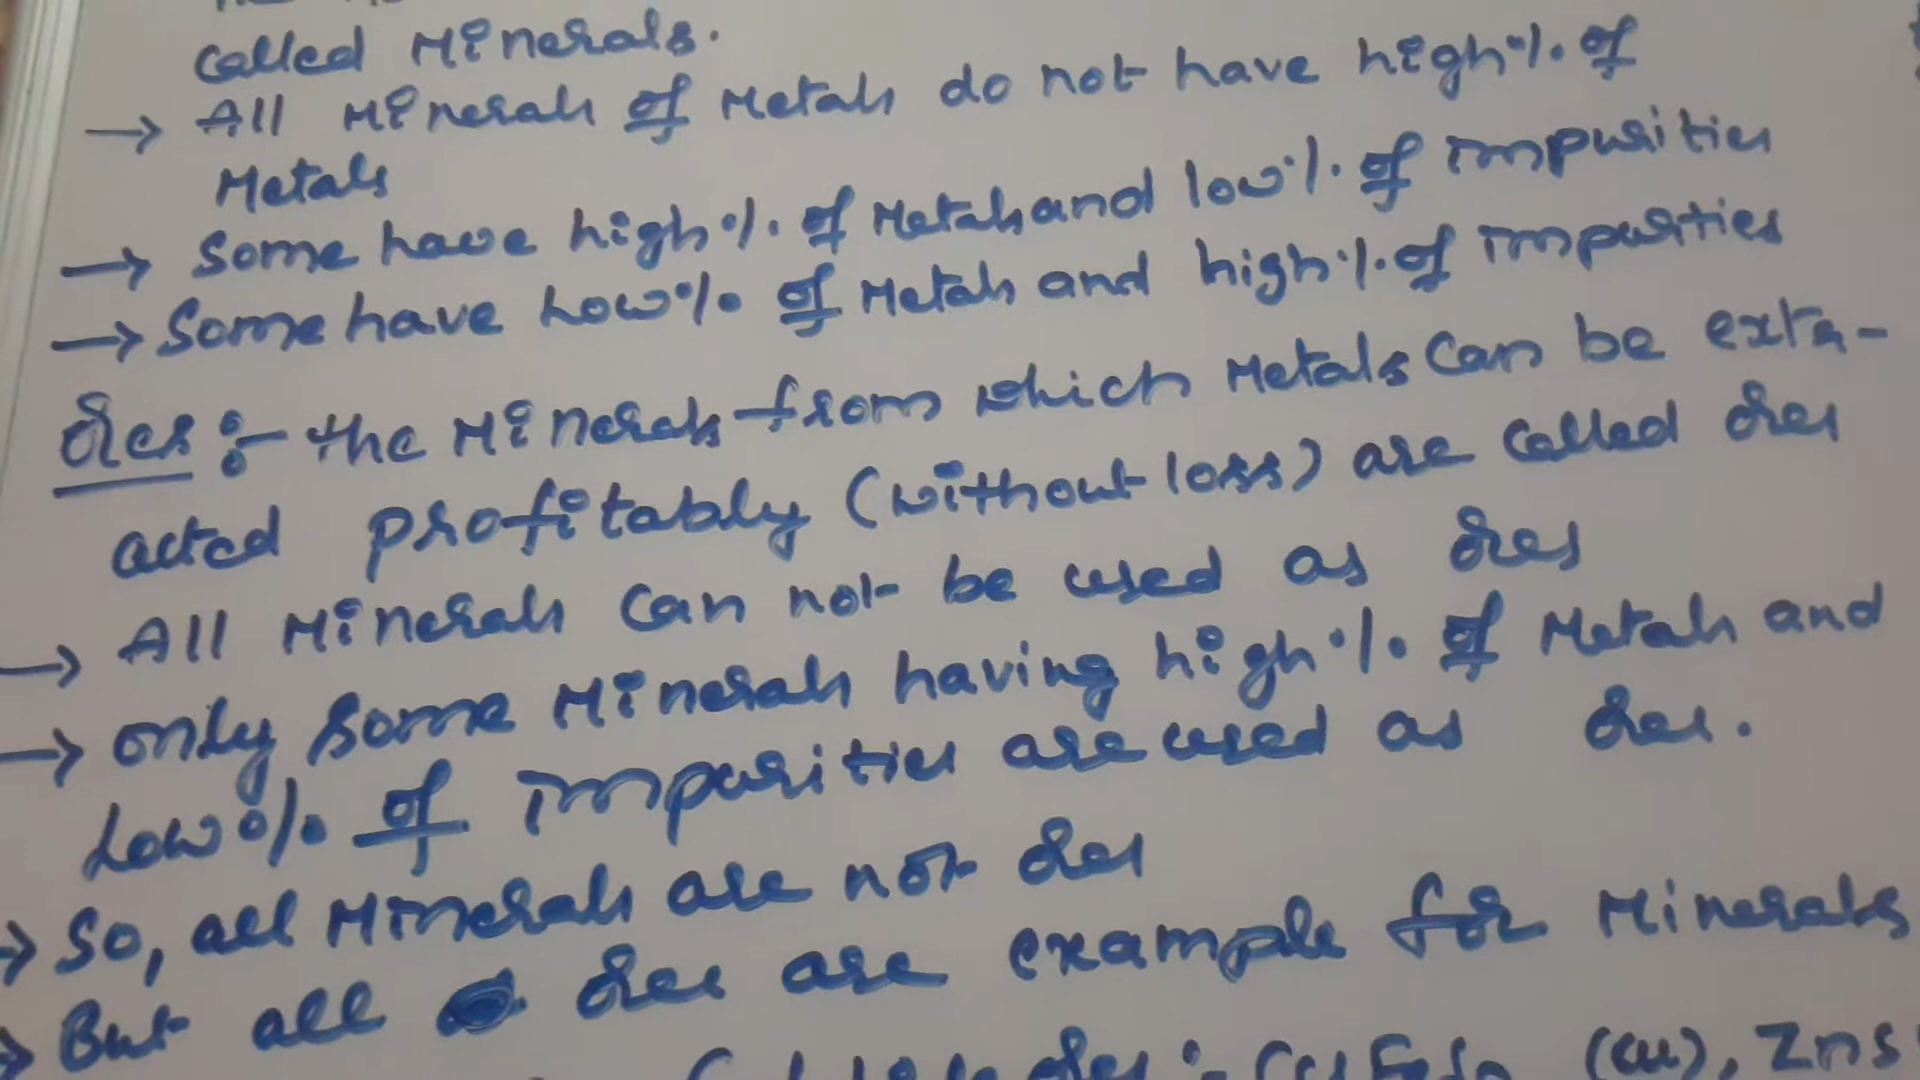 called Minerals.
→ All Minerals of Metals do not have high % of
Metals
→ Some have high % of Metals and low % of impurities
→ Some have Low % of Metals and high % of impurities
Ores :- the Minerals from which Metals can be extra-
acted profitably (without loss) are called Ores
→ All Minerals can not be used as Ores
→ only some Minerals having high % of Metals and
Low % of impurities are used as Ores.
→ So, all Minerals are not Ores
→ But all Ores are example for Minerals
(Cu), ZnS